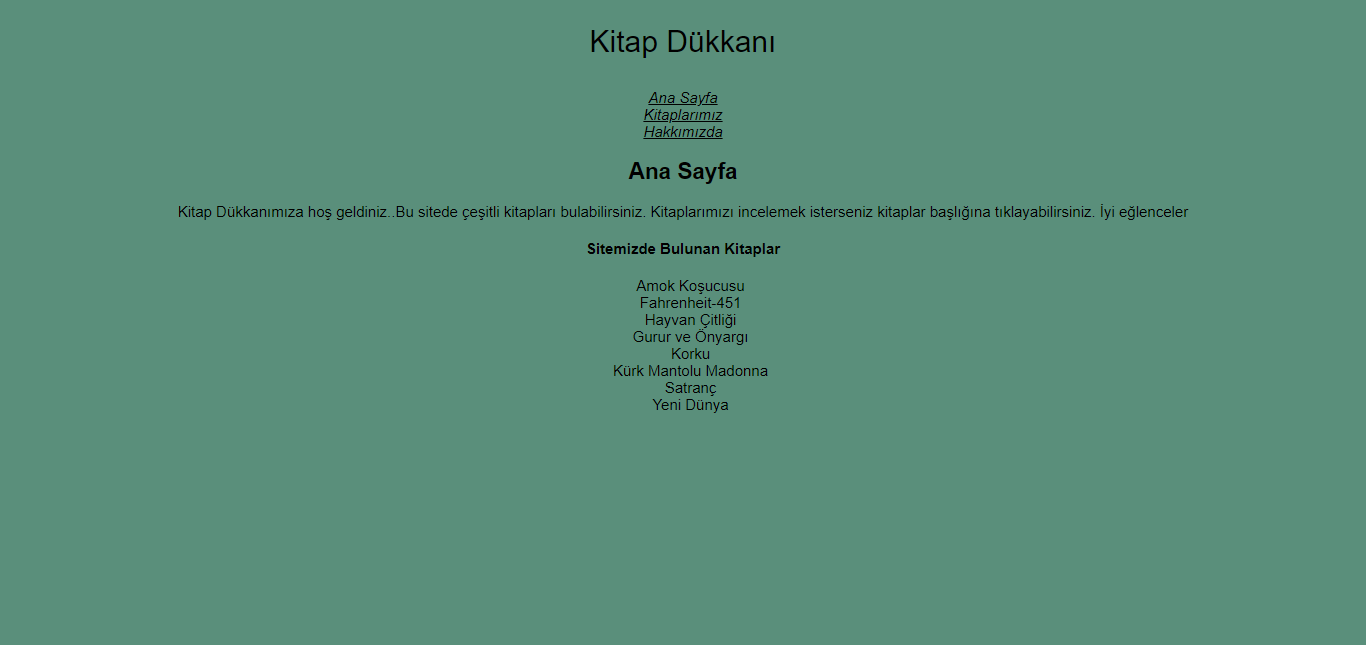 Kitap Dükkanı
Ana Sayfa
Kitaplarımız
Hakkımızda
Ana Sayfa
Kitap Dükkanımıza hoş geldiniz..Bu sitede çeşitli kitapları bulabilirsiniz. Kitaplarımızı incelemek isterseniz kitaplar başlığına tıklayabilirsiniz. İyi eğlenceler
Sitemizde Bulunan Kitaplar
Amok Koşucusu
Fahrenheit-451
Hayvan Çitliği
Gurur ve Önyargı
Korku
Kürk Mantolu Madonna
Satranç
Yeni Dünya